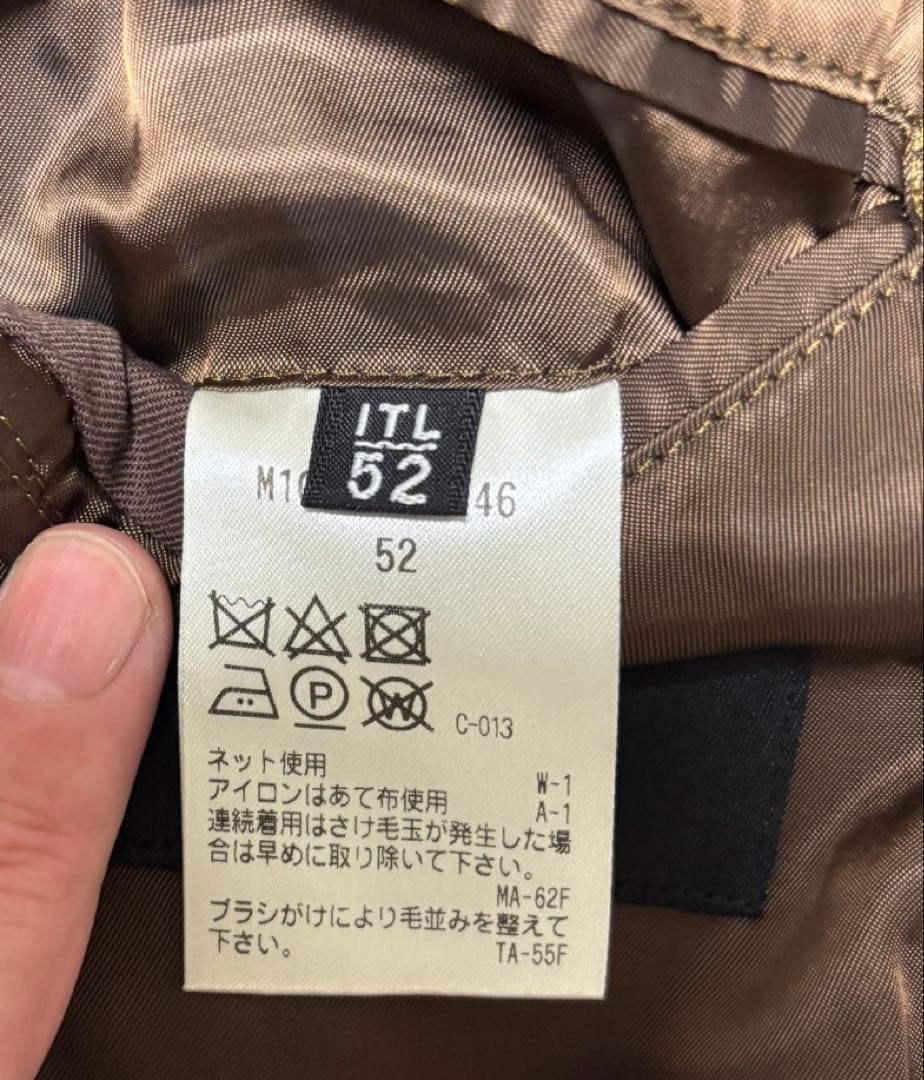 ITL
52
M10 46
52
P
W
C-013
ネット使用
W-1
アイロンはあて布使用
A-1
連続着用はさけ毛玉が発生した場
合は早めに取り除いて下さい。
MA-62F
ブラシがけにより毛並みを整えて
下さい。
TA-55F